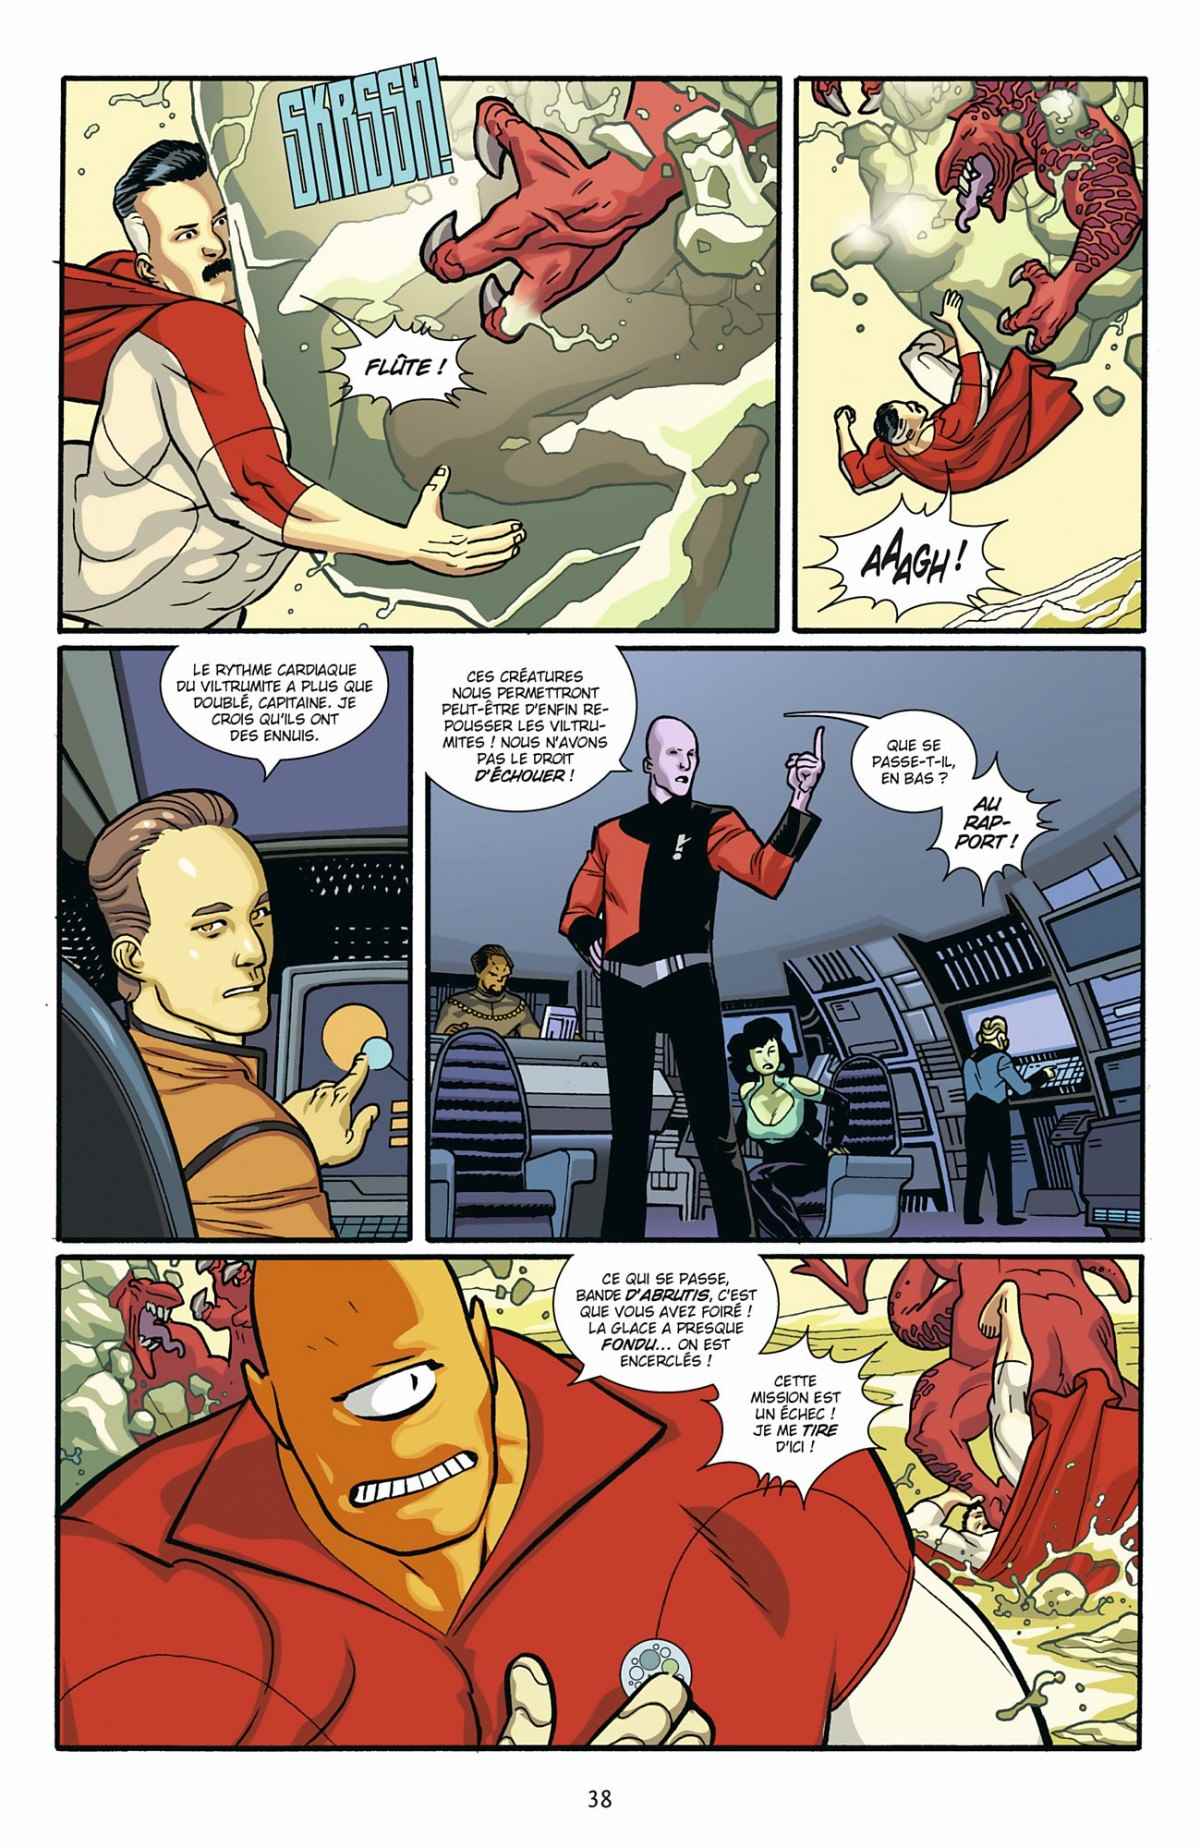 SKRSSH!
FLÛTE !
AAAGH !
LE RYTHME CARDIAQUE
DU VILTRUMITE A PLUS QUE
DOUBLÉ, CAPITAINE. JE
CROIS QU'ILS ONT
DES ENNUIS.
CES CRÉATURES
NOUS PERMETTRONT
PEUT-ÊTRE D'ENFIN RE-
POUSSER LES VILTRU-
MITES ! NOUS N'AVONS
PAS LE DROIT
D'ÉCHOUER !
QUE SE
PASSE-T-IL,
EN BAS ?
AU
RAP-
PORT !
CE QUI SE PASSE,
BANDE D'ABRUTIS, C'EST
QUE VOUS AVEZ FOIRÉ !
LA GLACE A PRESQUE
FONDU... ON EST
ENCERCLÉS !
CETTE
MISSION EST
UN ÉCHEC !
JE ME TIRE
D'ICI !
38